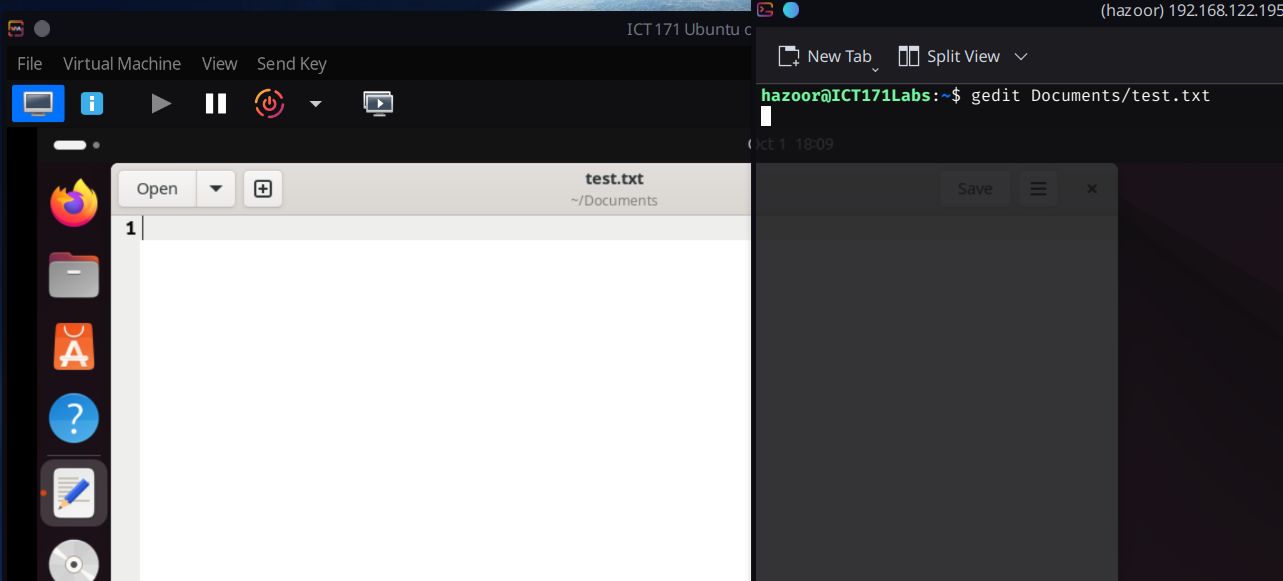 ICT171 Ubuntu o
File Virtual Machine View Send Key
Open
test.txt
~/Documents
1
(hazoor) 192.168.122.195
New Tab Split View
hazoor@ICT171Labs:~$ gedit Documents/test.txt
Oct 1 18:09
Save